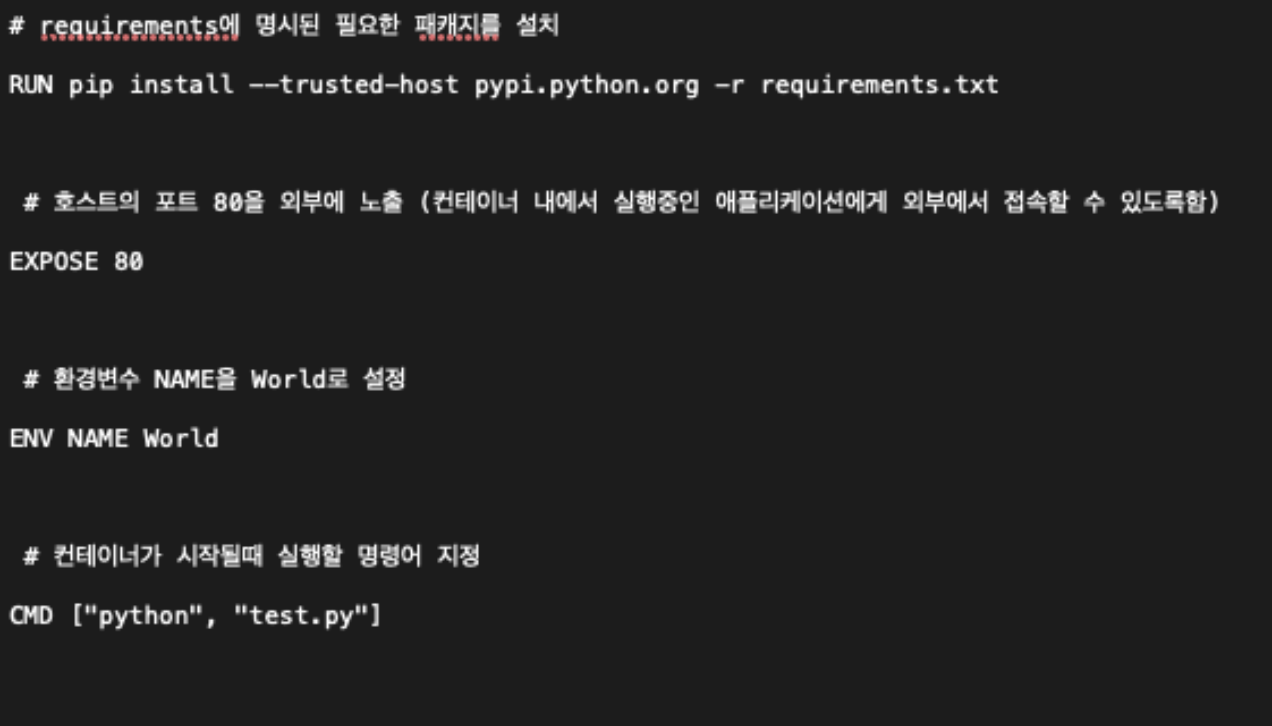 # requirements에 명시된 필요한 패캐지를 설치
RUN pip install --trusted-host pypi.python.org -r requirements.txt
# 호스트의 포트 80을 외부에 노출 (컨테이너 내에서 실행중인 애플리케이션에게 외부에서 접속할 수 있도록함)
EXPOSE 80
# 환경변수 NAME을 World로 설정
ENV NAME World
# 컨테이너가 시작될때 실행할 명령어 지정
CMD ["python", "test.py"]